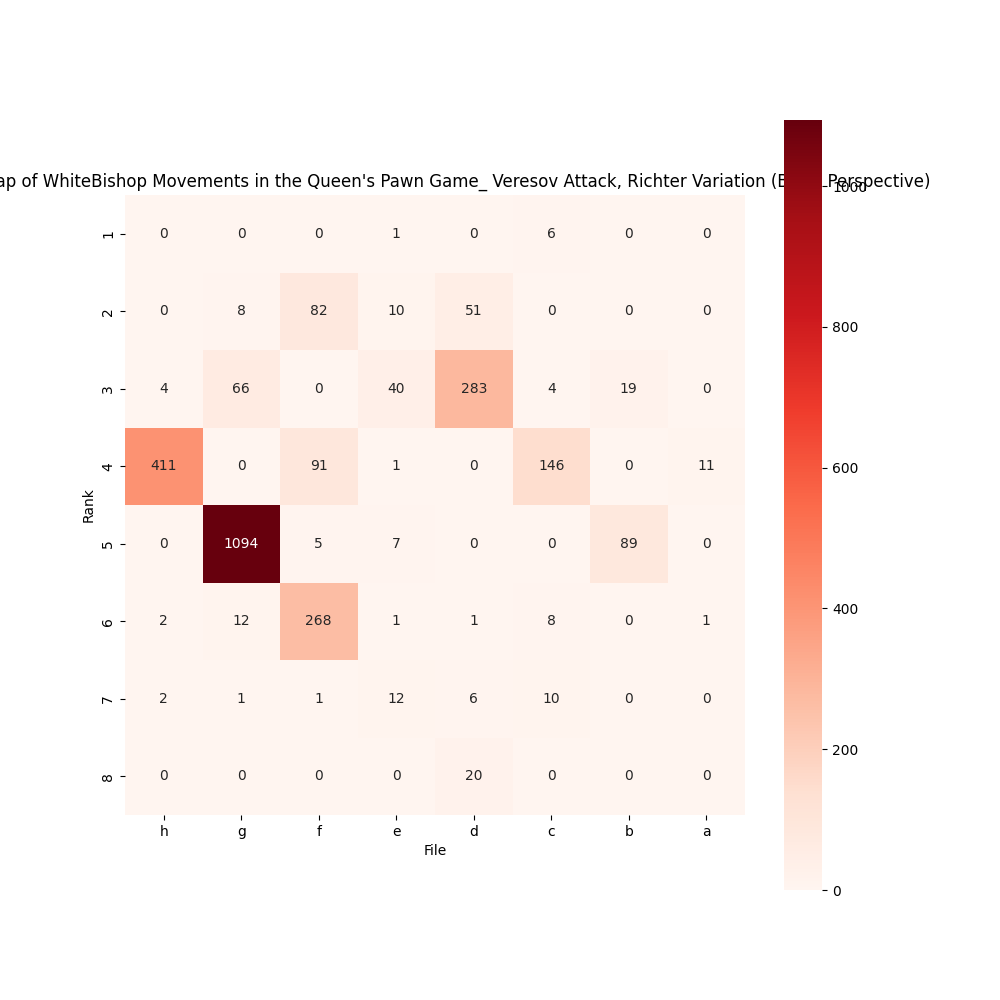 ap of WhiteBishop Movements in the Queen's Pawn Game_ Veresov Attack, Richter Variation (B Perspective)
1000
1 0 0 0 1 0 6 0 0
2 0 8 82 10 51 0 0 0
800
3 4 66 0 40 283 4 19 0
4 411 0 91 1 0 146 0 11
600
Rank
5 0 1094 5 7 0 0 89 0
400
6 2 12 268 1 1 8 0 1
7 2 1 1 12 6 10 0 0
200
8 0 0 0 0 20 0 0 0
h g f e d c b a
File
0